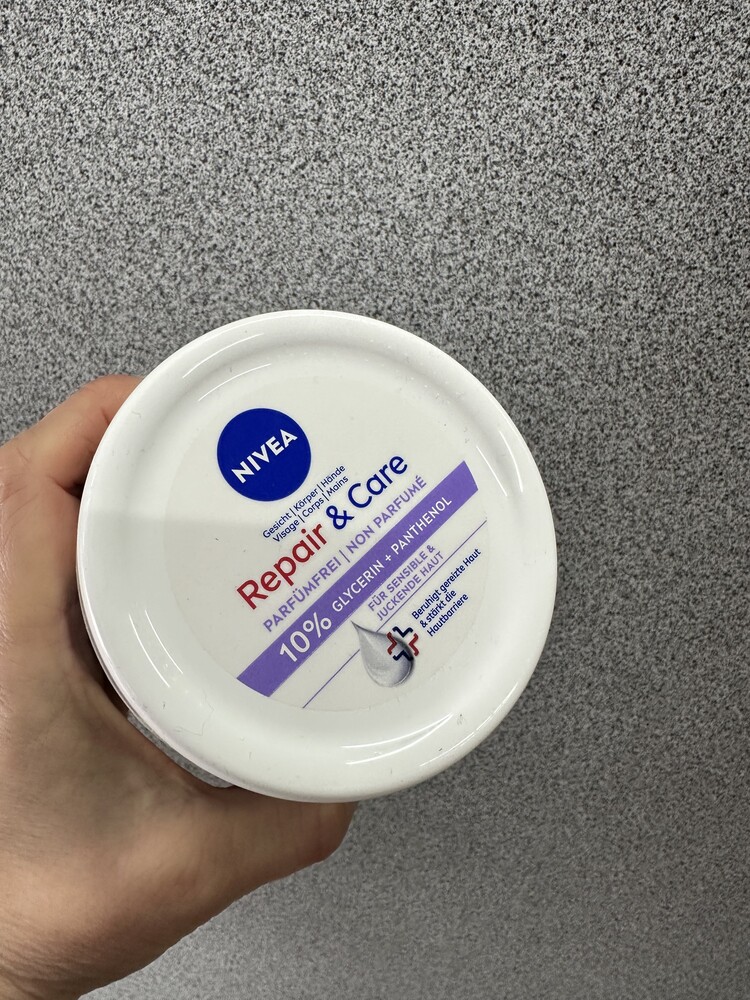 NIVEA
Gesicht | Körper | Hände
Visage | Corps | Mains
Repair & Care
PARFÜMFREI | NON PARFUMÉ
10% GLYCERIN + PANTHENOL
FÜR SENSIBLE &
JUCKENDE HAUT
Beruhigt gereizte Haut
& stärkt die
Hautbarriere